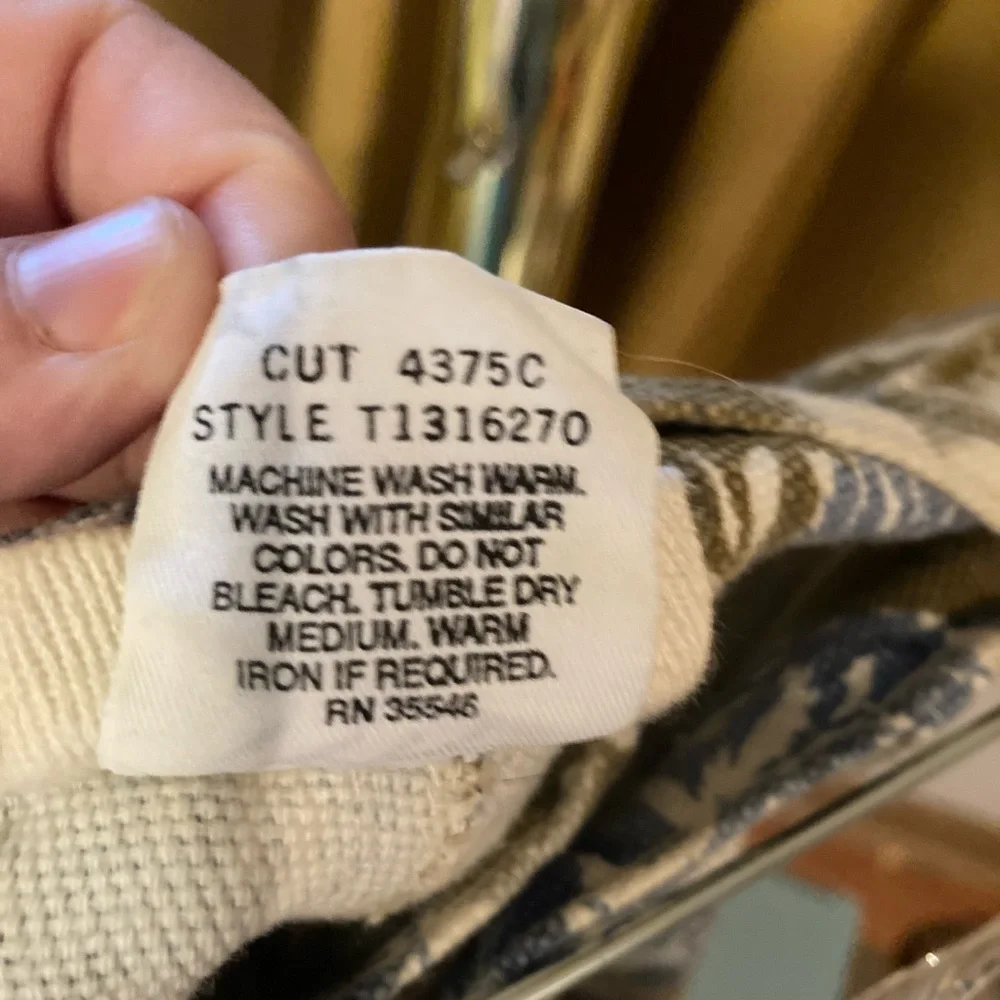 CUT 4375C
STYLE T1316270
MACHINE WASH WARM.
WASH WITH SIMILAR
COLORS. DO NOT
BLEACH. TUMBLE DRY
MEDIUM. WARM
IRON IF REQUIRED.
RN 35546